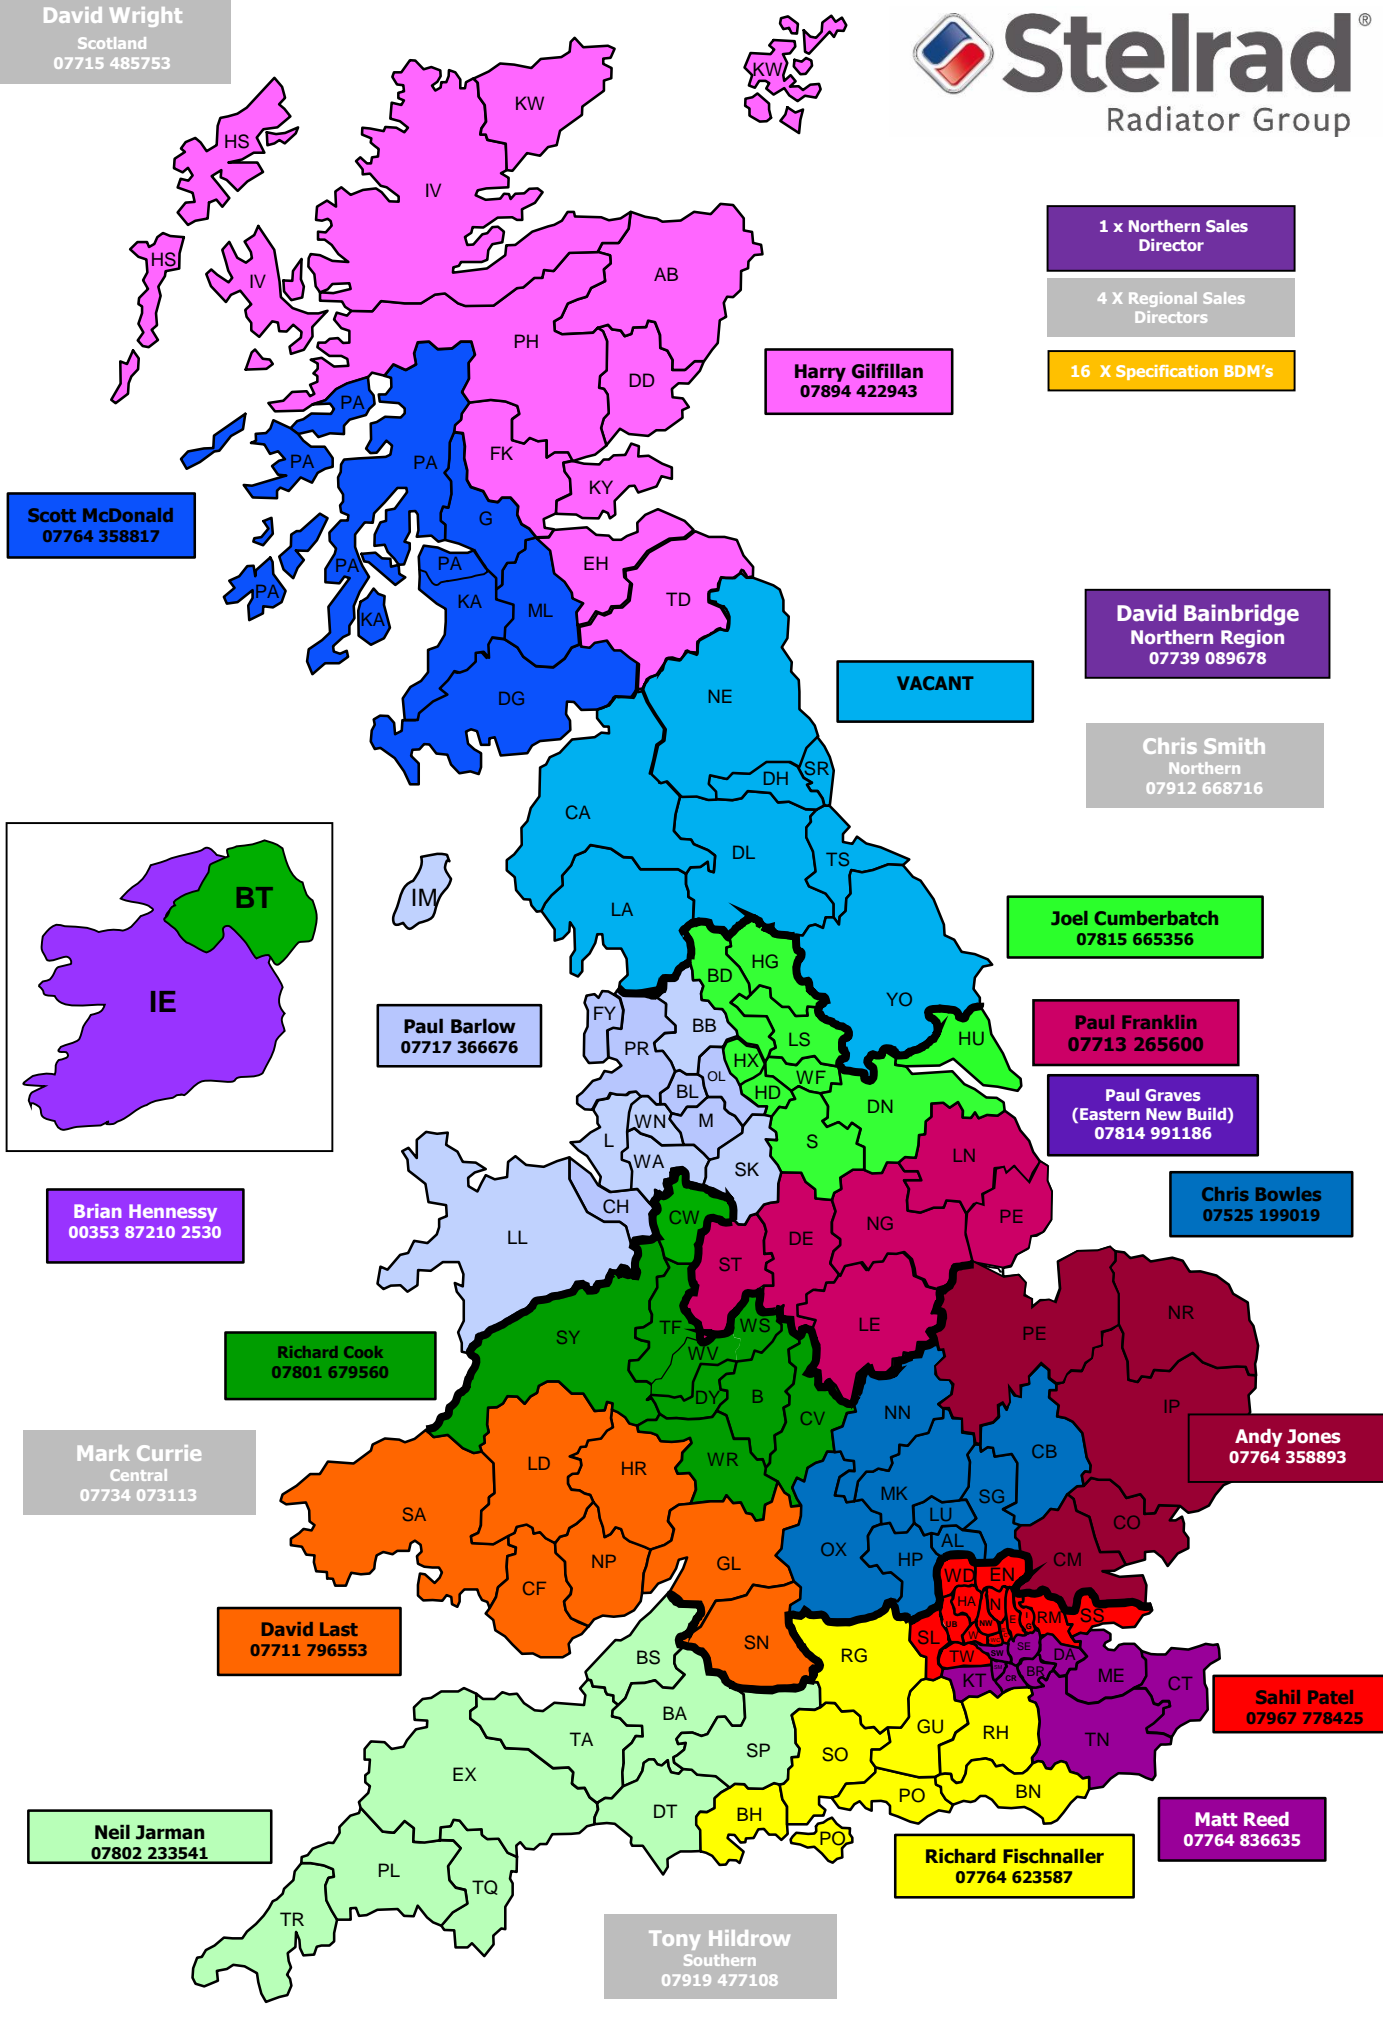 David Wright
Scotland
07715 485753
Stelrad®
Radiator Group
KW
KW
HS
IV
HS
IV
AB
PH
DD
1 x Northern Sales
Director
4 X Regional Sales
Directors
16 X Specification BDM's
Harry Gilfillan
07894 422943
PA
PA
PA
FK
KY
G
Scott McDonald
07764 358817
PA
PA
PA
EH
KA
KA
ML
TD
DG
David Bainbridge
Northern Region
07739 089678
VACANT
NE
Chris Smith
Northern
07912 668716
SR
DH
CA
DL
TS
LA
IM
BT
IE
Joel Cumberbatch
07815 665356
HG
BD
YO
Paul Barlow
07717 366676
FY
BB
PR
LS
HU
HX
OL
WF
BL
HD
DN
WN
M
L
S
WA
SK
CH
LL
Paul Franklin
07713 265600
Paul Graves
(Eastern New Build)
07814 991186
LN
PE
NG
DE
CW
ST
Chris Bowles
07525 199019
Brian Hennessy
00353 87210 2530
LE
NR
PE
IP
SY
TF
WS
WV
DY
B
CV
WR
Richard Cook
07801 679560
NN
CB
Andy Jones
07764 358893
Mark Currie
Central
07734 073113
LD
HR
SA
MK
SG
LU
CO
AL
OX
HP
CM
NP
CF
GL
WD
EN
HA
N
UB
NW
E
I
G
RM
SS
W
David Last
07711 796553
SN
SL
TW
SW
SE
DA
BS
RG
KT
CR
BR
ME
CT
Sahil Patel
07967 778425
BA
TA
SP
GU
RH
TN
SO
EX
PO
BN
DT
BH
PO
Matt Reed
07764 836635
Neil Jarman
07802 233541
Richard Fischnaller
07764 623587
PL
TQ
TR
Tony Hildrow
Southern
07919 477108